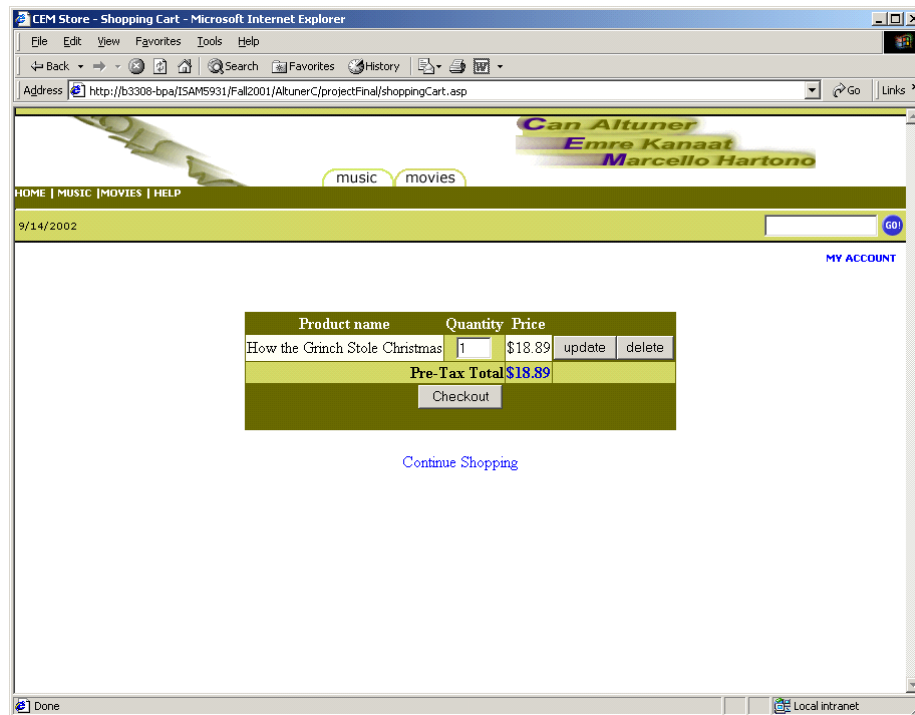 CEM Store - Shopping Cart - Microsoft Internet Explorer
File Edit View Favorites Tools Help
Back Search Favorites History
Address http://b3308-bpa/ISAM5931/Fall2001/AltunerC/projectFinal/shoppingCart.asp Go Links
Can Altuner
Emre Kanaat
Marcello Hartono
music movies
HOME | MUSIC |MOVIES | HELP
9/14/2002 GO!
MY ACCOUNT
Product name Quantity Price
How the Grinch Stole Christmas 1 $18.89 update delete
Pre-Tax Total $18.89
Checkout
Continue Shopping
Done Local intranet